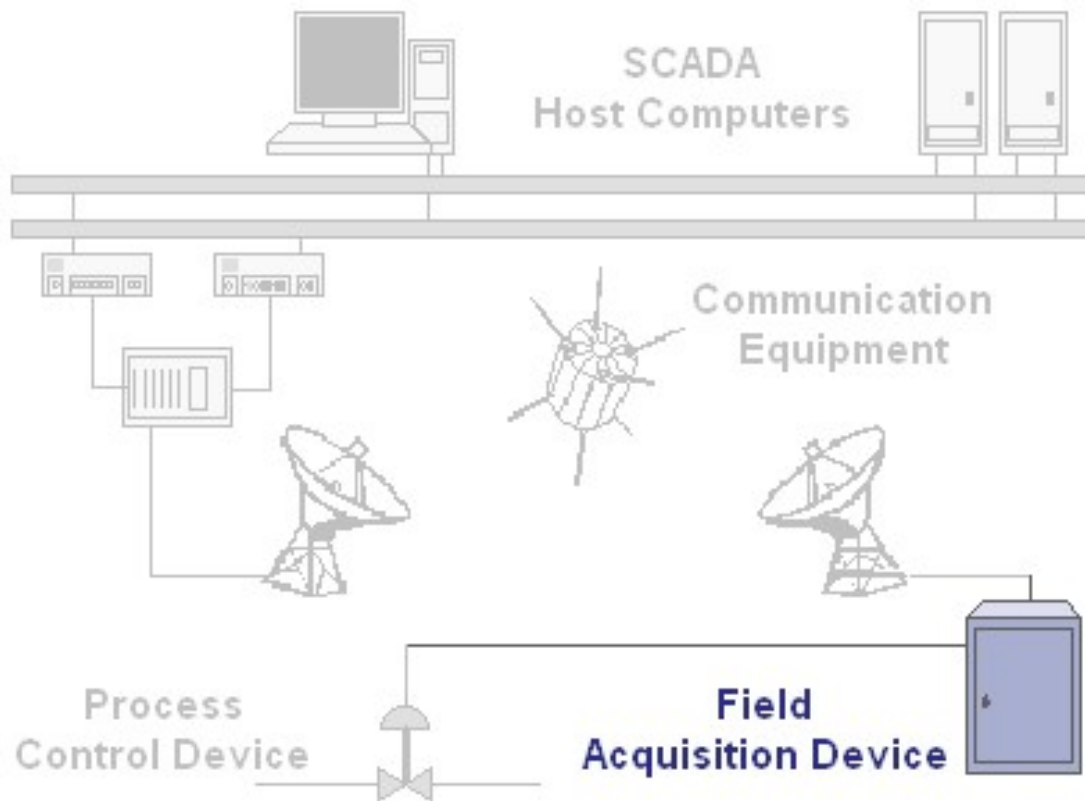 SCADA
Host Computers
Communication
Equipment
Process
Control Device
Field
Acquisition Device